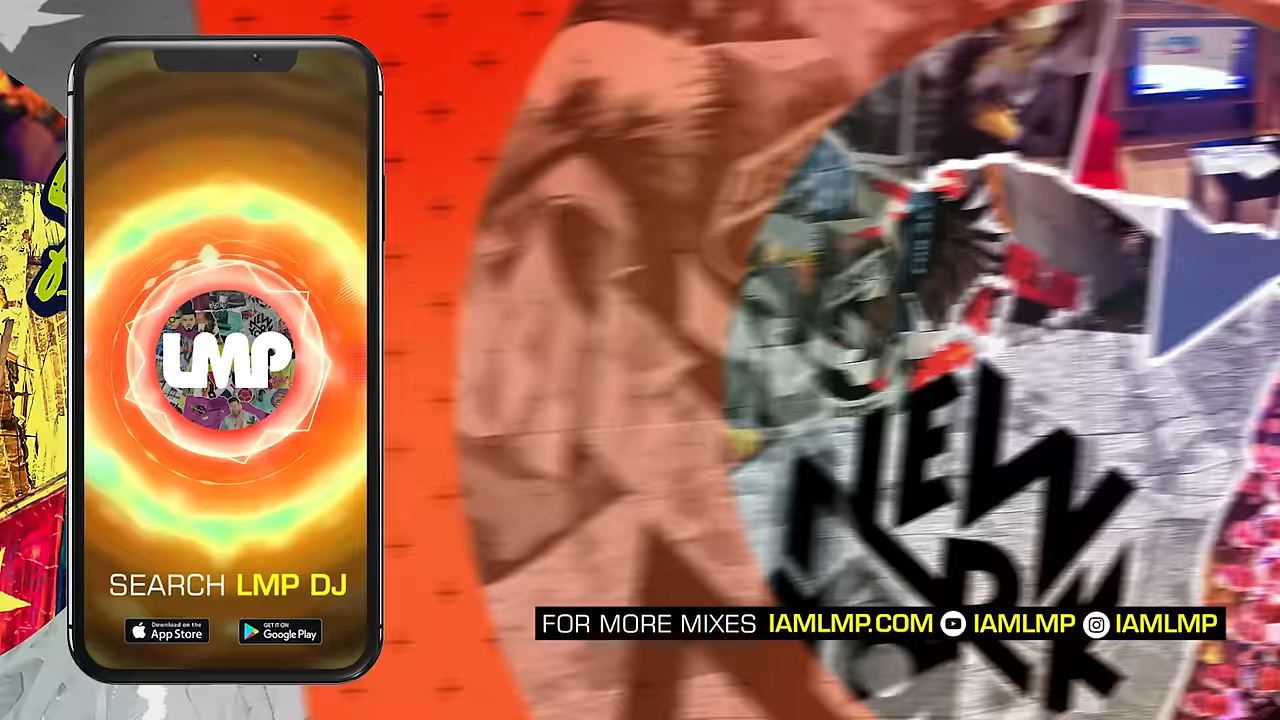 LMP
SEARCH LMP DJ
Download on the
App Store
GET IT ON
Google Play
NEW
YORK
FOR MORE MIXES IAMLMP.COM IAMLMP IAMLMP